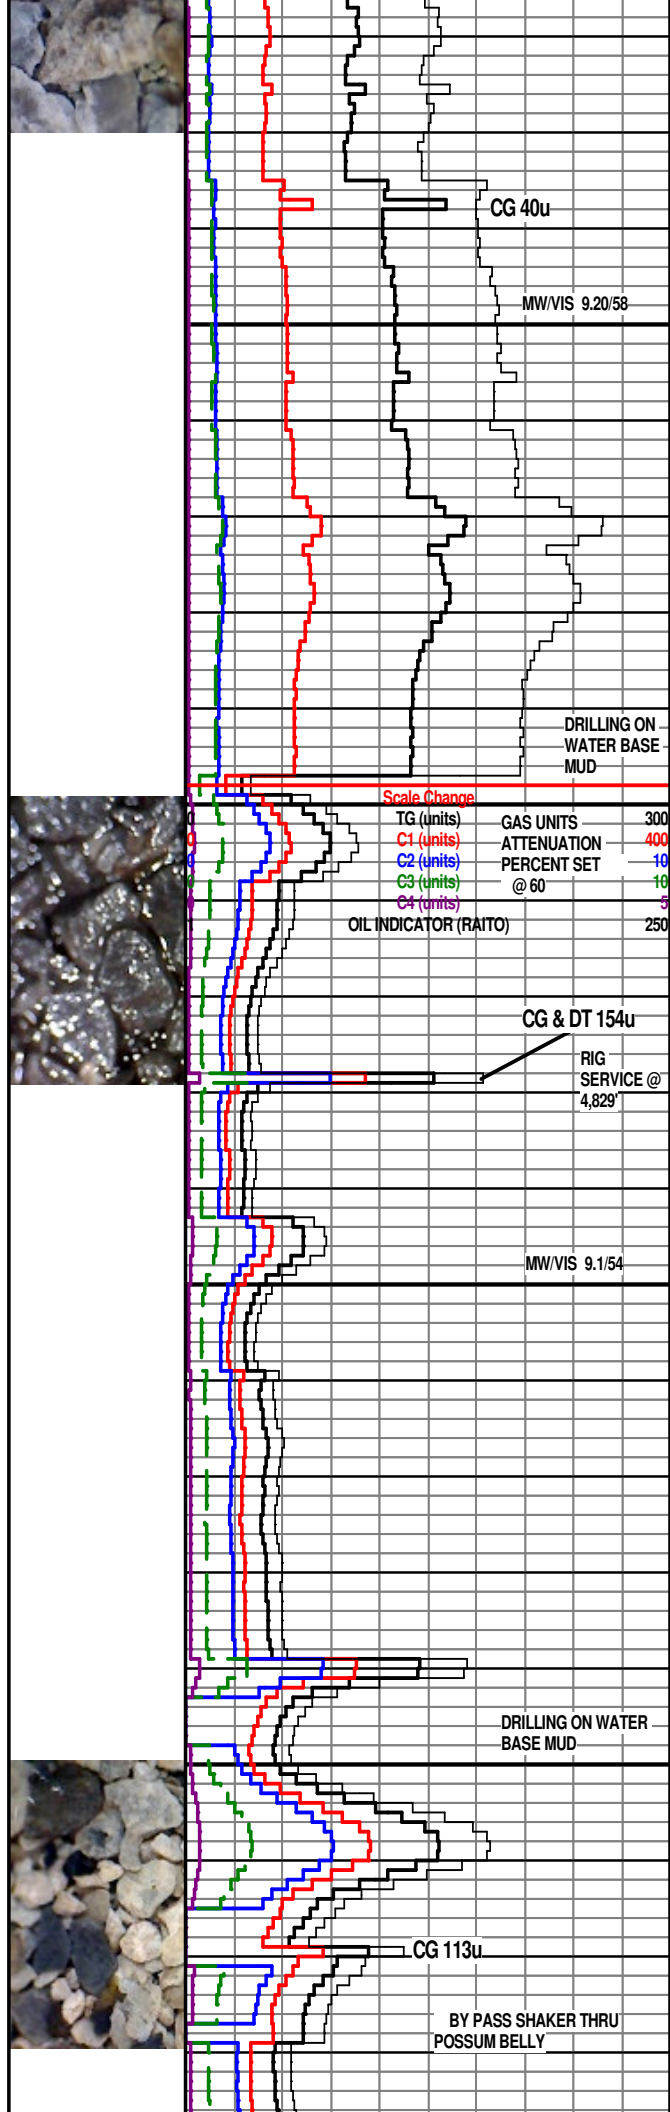 CG 40u
MW/VIS 9.20/58
DRILLING ON
WATER BASE
MUD
Scale Change
TG (units) 300
C1 (units) 400
C2 (units) 10
C3 (units) 10
C4 (units) 5
OIL INDICATOR (RAITO) 250
GAS UNITS
ATTENUATION
PERCENT SET
@ 60
CG & DT 154u
RIG
SERVICE @
4,829'
MW/VIS 9.1/54
DRILLING ON WATER
BASE MUD
CG 113u
BY PASS SHAKER THRU
POSSUM BELLY